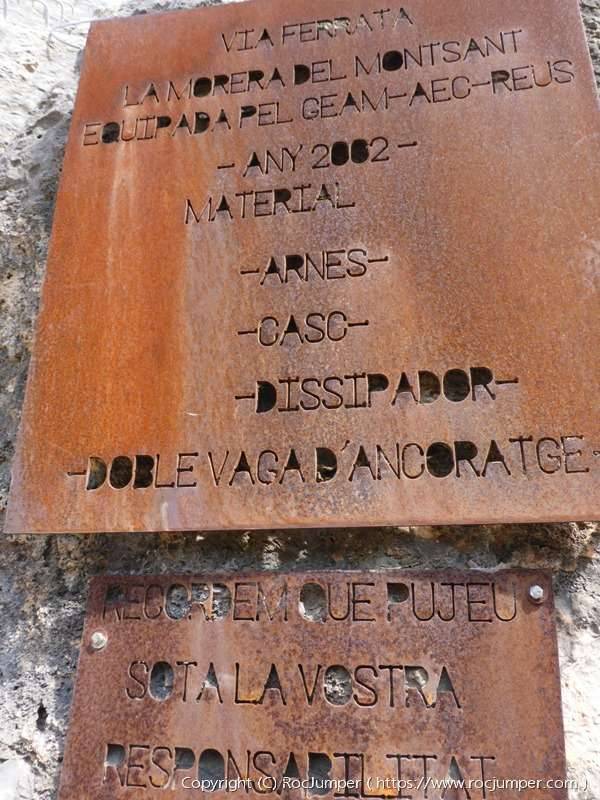 VIA FERRATA
LA MORERA DEL MONTSANT
EQUIPADA PEL GEAM-AEC-REUS
- ANY 2002 -
MATERIAL
-ARNES-
-CASC-
-DISSIPADOR-
-DOBLE VAGA D´ANCORATGE-
RECORDEM QUE PUJEU
SOTA LA VOSTRA
RESPONSABILITAT
Copyright (C) RocJumper ( https://www.rocjumper.com )